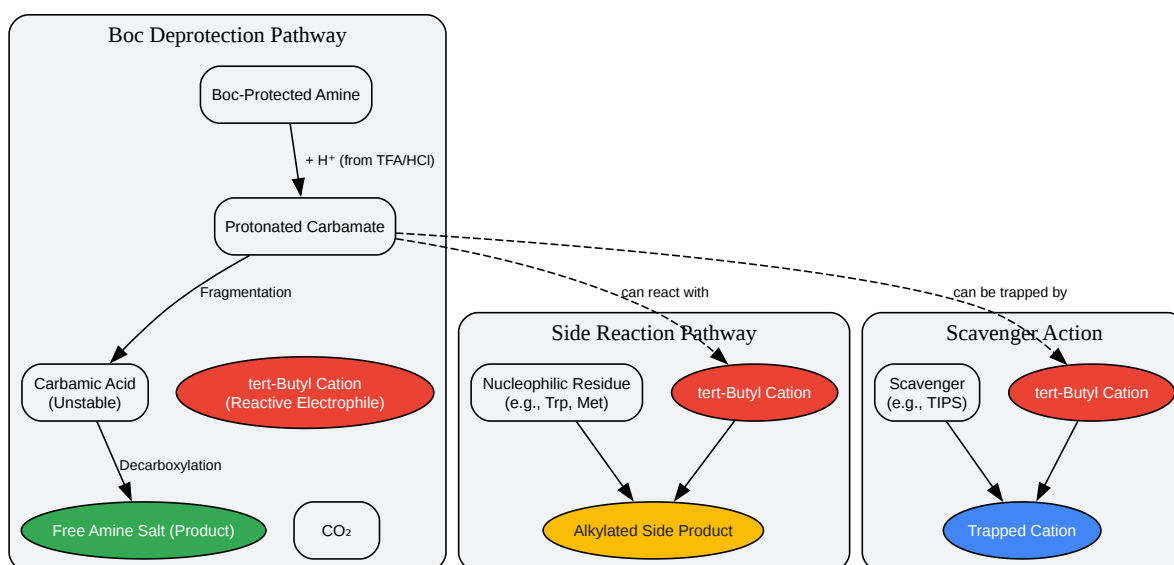 Boc Deprotection Pathway
Boc-Protected Amine
+ H⁺ (from TFA/HCl)
Protonated Carbamate
Fragmentation
can react with
can be trapped by
Side Reaction Pathway
Scavenger Action
Carbamic Acid
(Unstable)
tert-Butyl Cation
(Reactive Electrophile)
Nucleophilic Residue
(e.g., Trp, Met)
tert-Butyl Cation
Scavenger
(e.g., TIPS)
tert-Butyl Cation
Decarboxylation
Free Amine Salt (Product)
CO₂
Alkylated Side Product
Trapped Cation